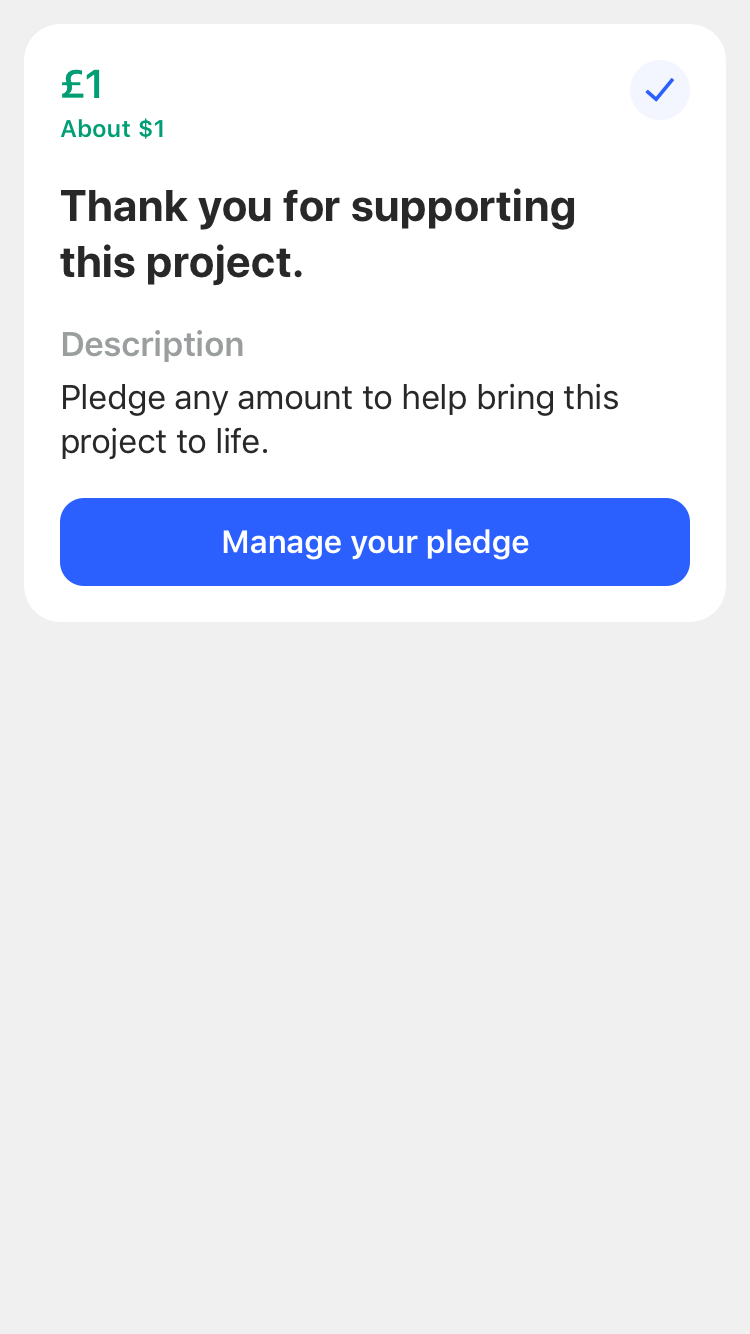 £1
About $1
Thank you for supporting
this project.
Description
Pledge any amount to help bring this
project to life.
Manage your pledge